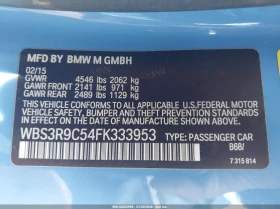 MFD. BY BMW M GMBH
02/15
GVWR 4546 lbs 2062 kg
GAWR FRONT 2141 lbs 971 kg
GAWR REAR 2489 lbs 1129 kg
THIS VEHICLE CONFORMS TO ALL APPLICABLE
U.S. FEDERAL MOTOR VEHICLE SAFETY, BUMPER,
AND THEFT PREVENTION STANDARDS IN EFFECT ON
THE DATE OF MANUFACTURE SHOWN ABOVE.
WBS3R9C54FK333953 TYPE: PASSENGER CAR
B68/
7 315 814